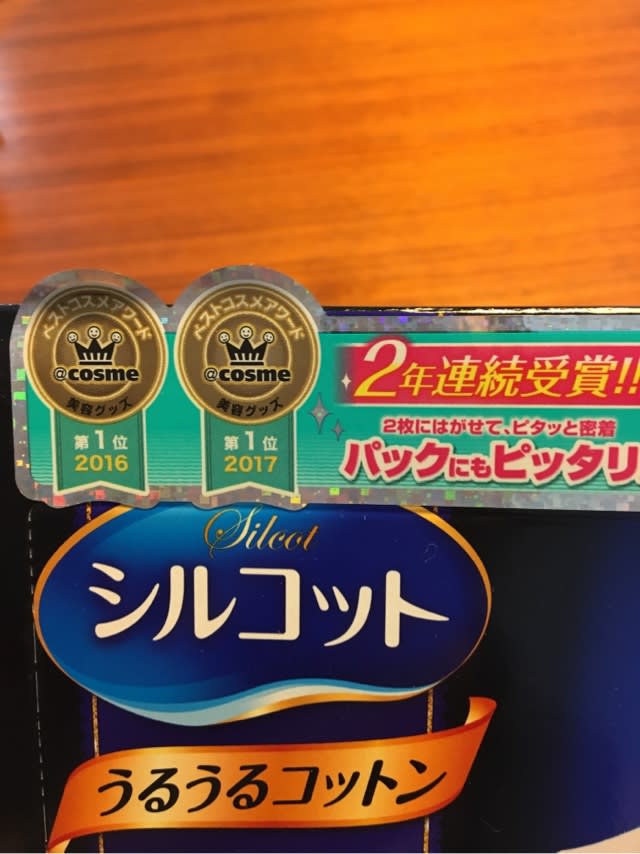 ベストコスメアワード
@cosme
美容グッズ
第1位
2016
ベストコスメアワード
@cosme
美容グッズ
第1位
2017
2年連続受賞!!
2枚にはがせて、ピタッと密着
パックにもピッタリ
Silcot
シルコット
うるうるコットン